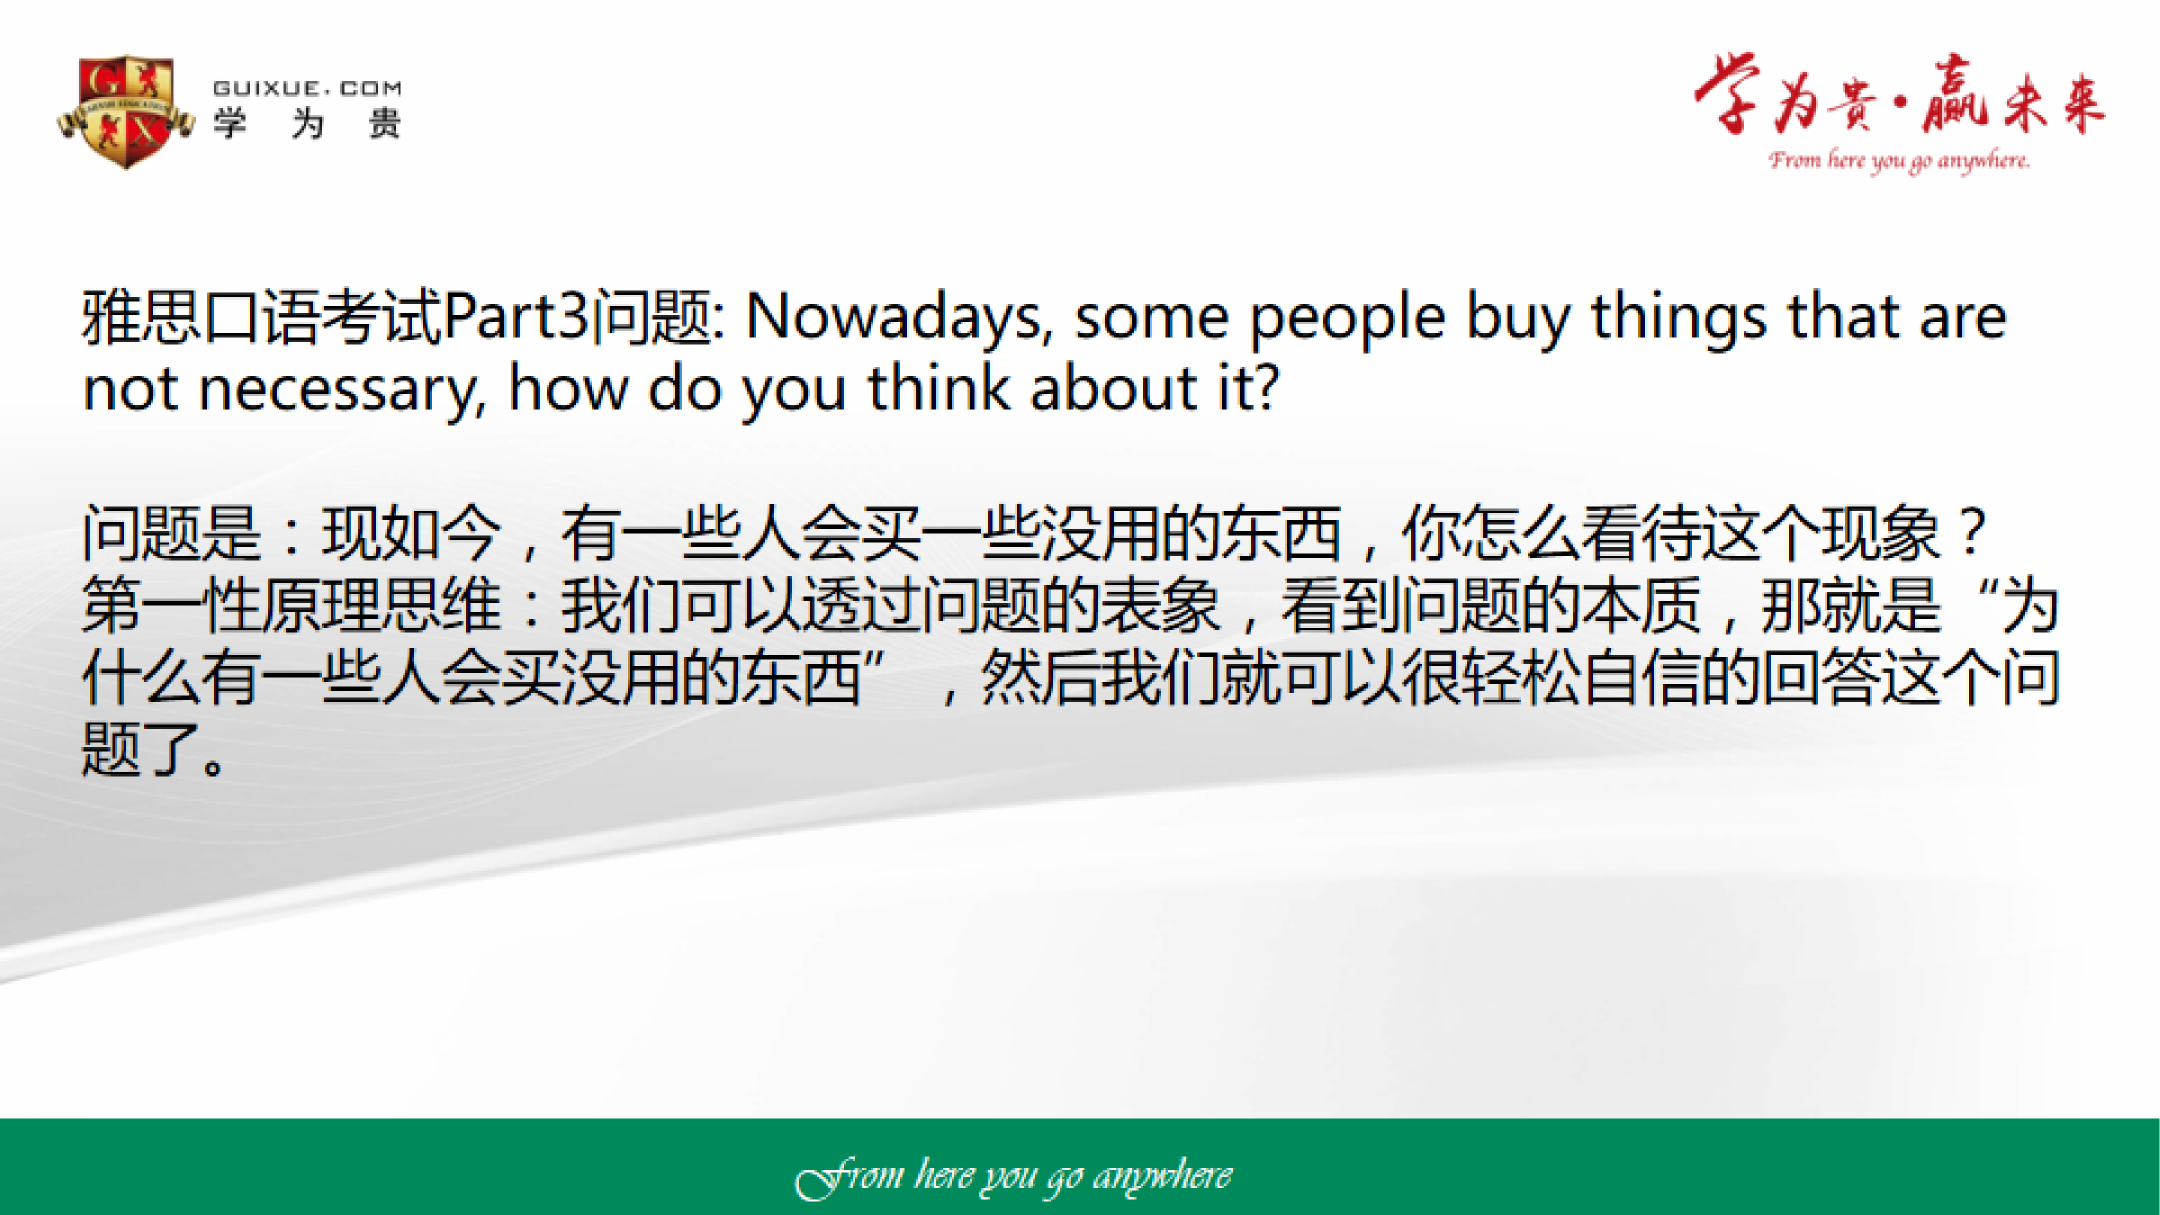 GUIXUE.COM
学为贵
学为贵·赢未来
From here you go anywhere.
雅思口语考试Part3问题: Nowadays, some people buy things that are
not necessary, how do you think about it?
问题是：现如今，有一些人会买一些没用的东西，你怎么看待这个现象？
第一性原理思维：我们可以透过问题的表象，看到问题的本质，那就是“为
什么有一些人会买没用的东西”，然后我们就可以很轻松自信的回答这个问
题了。
From here you go anywhere